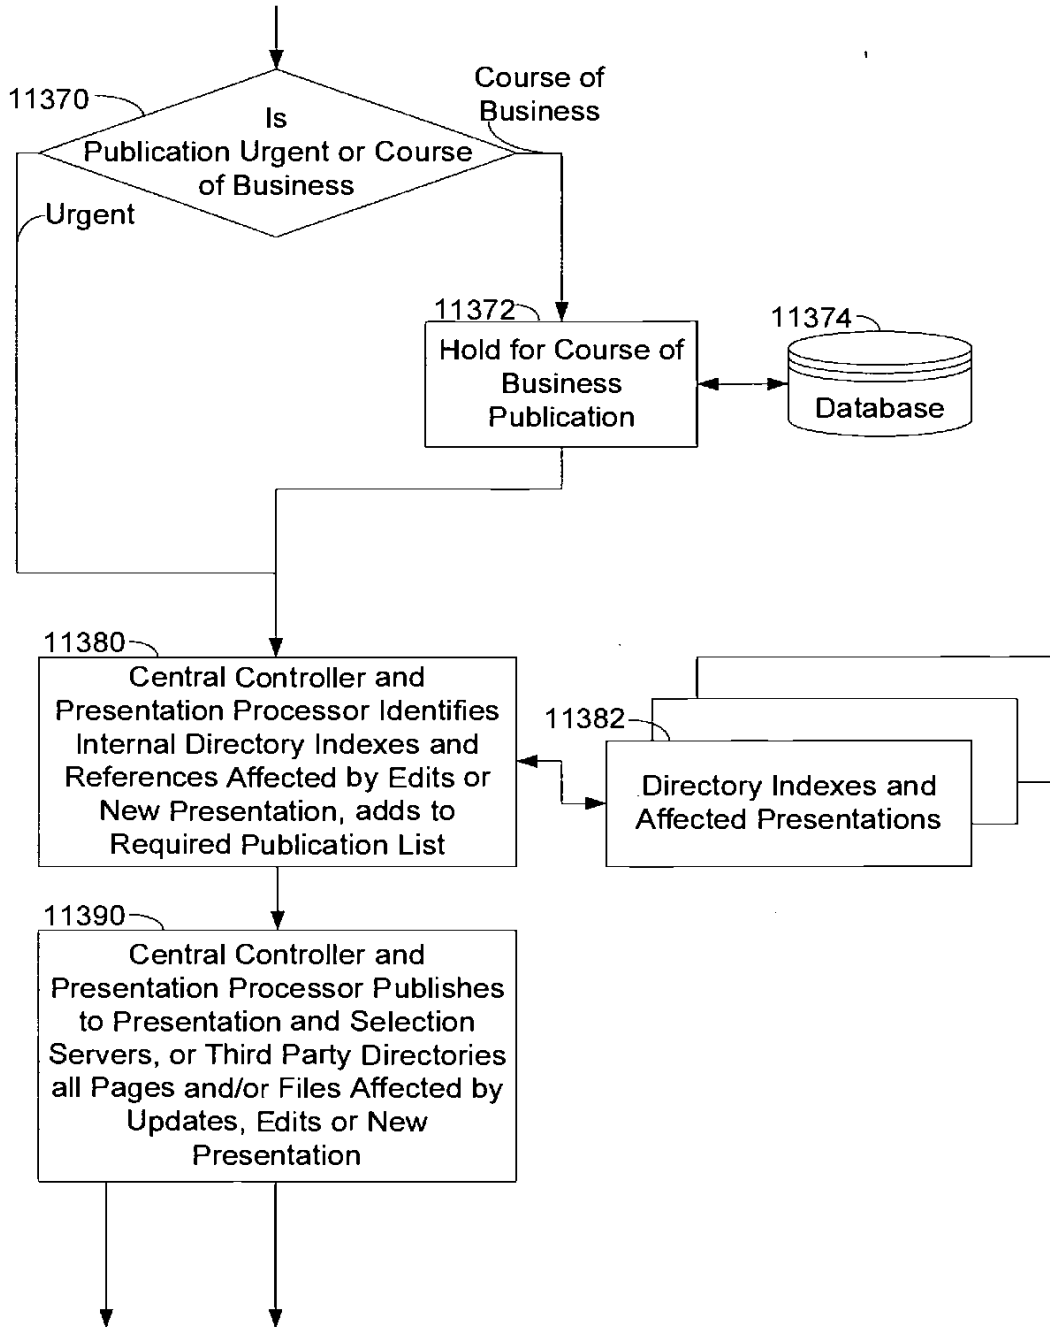 11370
Course of
Business
Is
Publication Urgent or Course
of Business
Urgent
11372
Hold for Course of
Business
Publication
11374
Database
11380
Central Controller and
Presentation Processor Identifies
Internal Directory Indexes and
References Affected by Edits or
New Presentation, adds to
Required Publication List
11382
Directory Indexes and
Affected Presentations
11390
Central Controller and
Presentation Processor Publishes
to Presentation and Selection
Servers, or Third Party Directories
all Pages and/or Files Affected by
Updates, Edits or New
Presentation